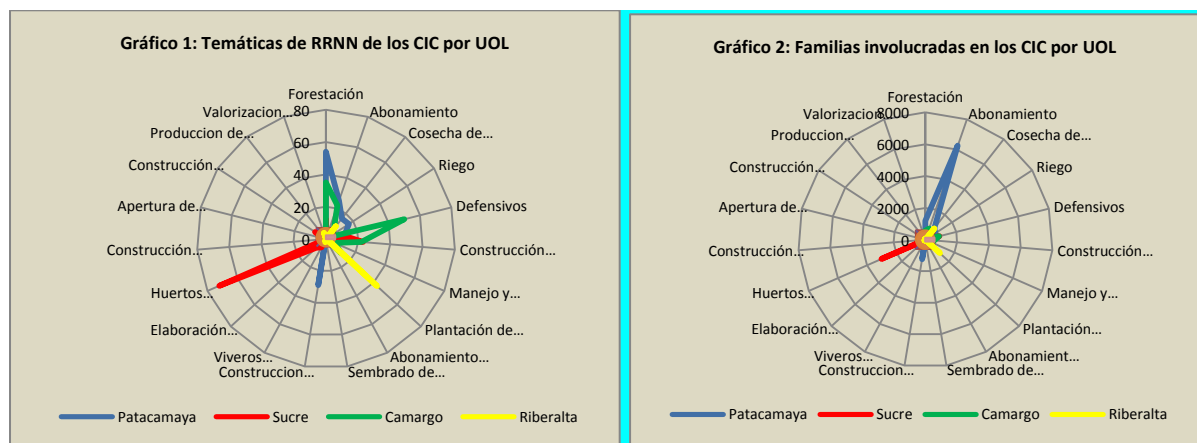 Gráfico 1: Temáticas de RRNN de los CIC por UOL
Forestación
Abonamiento
Cosecha de...
Riego
Defensivos
Construcción...
Manejo y...
Plantación de...
Abonamiento...
Sembrado de...
Construccion...
Viveros...
Elaboración...
Huertos...
Construcción...
Apertura de...
Construcción...
Produccion de...
Valorizacion...
80
60
40
20
0
Patacamaya
Sucre
Camargo
Riberalta
Gráfico 2: Familias involucradas en los CIC por UOL
Forestación
Abonamiento
Cosecha de...
Riego
Defensivos
Construcción...
Manejo y...
Plantación...
Abonamient...
Sembrado de...
Construccion...
Viveros...
Elaboración...
Huertos...
Construcción...
Apertura de...
Construcción...
Produccion...
Valorizacion...
8000
6000
4000
2000
0
Patacamaya
Sucre
Camargo
Riberalta